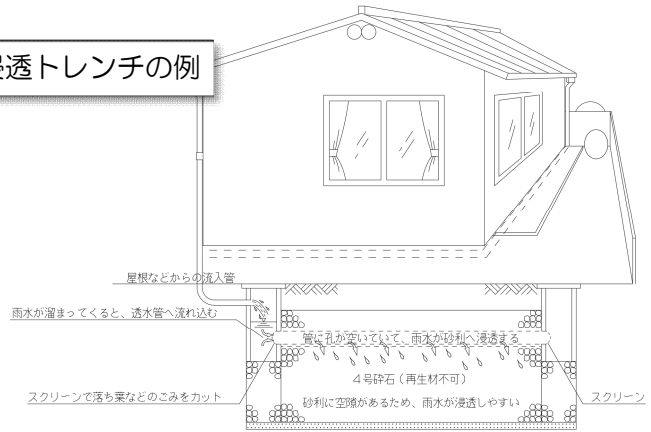 透トレンチの例
屋根などからの流入管
雨水が溜まってくると、透水管へ流れ込む
管に孔が空いていて、雨水が砂利へ浸透する
4号砕石(再生材不可)
スクリーンで落ち葉などのごみをカット
スクリーン
砂利に空隙があるため、雨水が浸透しやすい